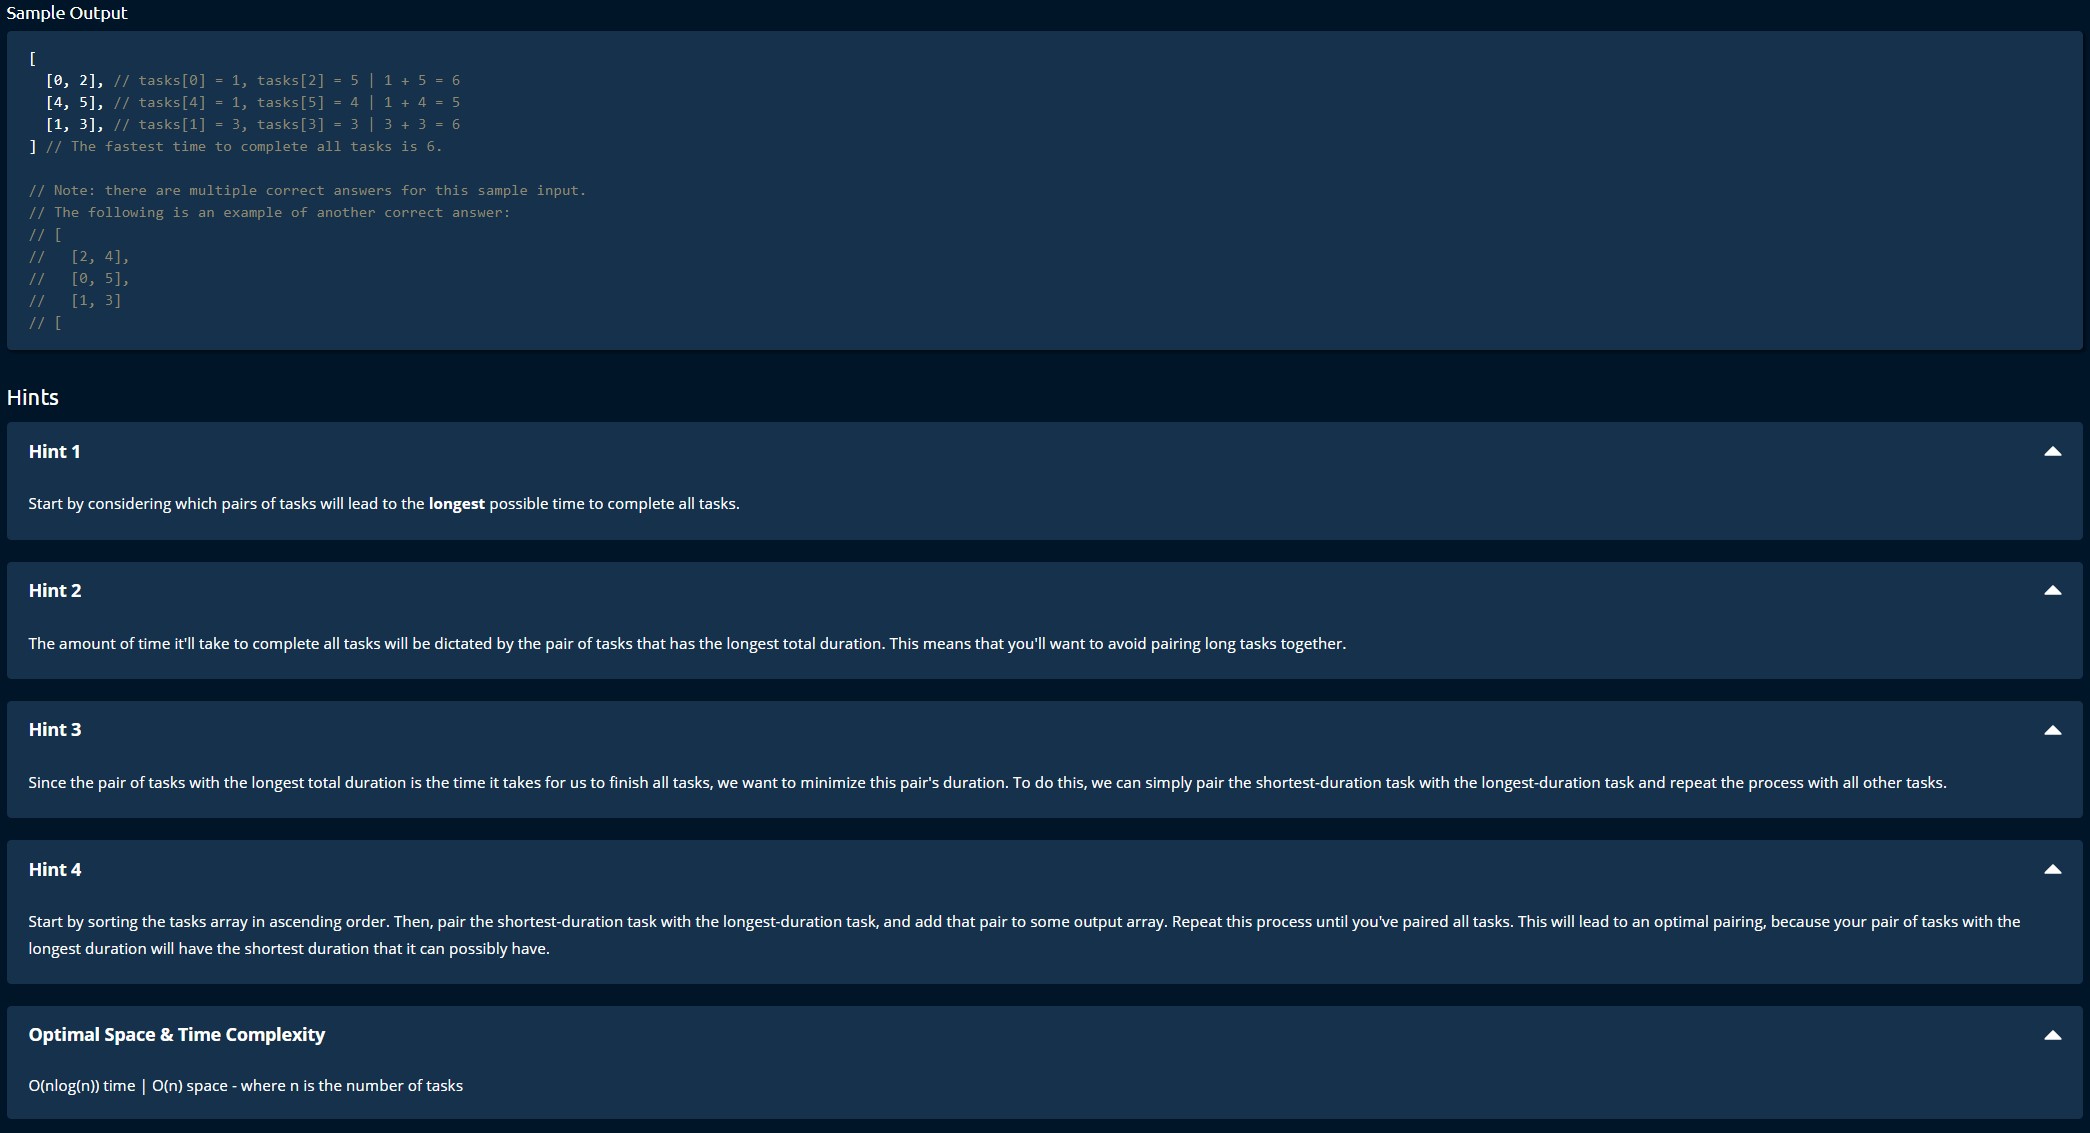 Sample Output
[
  [0, 2], // tasks[0] = 1, tasks[2] = 5 | 1 + 5 = 6
  [4, 5], // tasks[4] = 1, tasks[5] = 4 | 1 + 4 = 5
  [1, 3], // tasks[1] = 3, tasks[3] = 3 | 3 + 3 = 6
] // The fastest time to complete all tasks is 6.
// Note: there are multiple correct answers for this sample input.
// The following is an example of another correct answer:
// [
//   [2, 4],
//   [0, 5],
//   [1, 3]
// [
Hints
Hint 1
Start by considering which pairs of tasks will lead to the longest possible time to complete all tasks.
Hint 2
The amount of time it'll take to complete all tasks will be dictated by the pair of tasks that has the longest total duration. This means that you'll want to avoid pairing long tasks together.
Hint 3
Since the pair of tasks with the longest total duration is the time it takes for us to finish all tasks, we want to minimize this pair's duration. To do this, we can simply pair the shortest-duration task with the longest-duration task and repeat the process with all other tasks.
Hint 4
Start by sorting the tasks array in ascending order. Then, pair the shortest-duration task with the longest-duration task, and add that pair to some output array. Repeat this process until you've paired all tasks. This will lead to an optimal pairing, because your pair of tasks with the
longest duration will have the shortest duration that it can possibly have.
Optimal Space & Time Complexity
O(nlog(n)) time | O(n) space - where n is the number of tasks